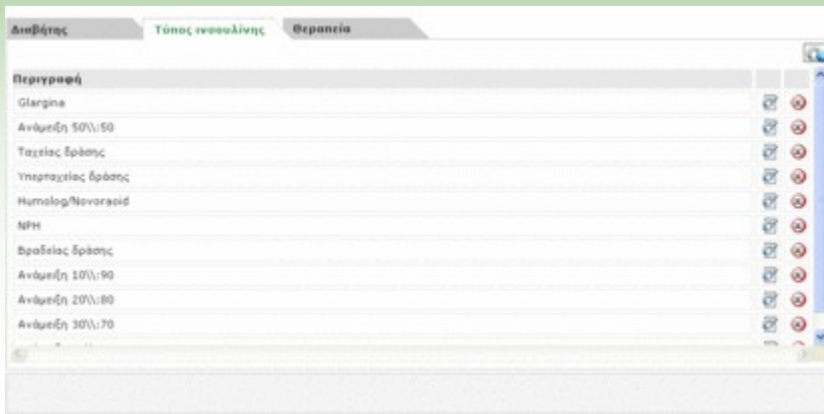 Διαβήτης Τύπος ινσουλίνης Θεραπεία
Περιγραφή
Glargina
Ανάμειξη 50\\:50
Ταχείας δράσης
Υπερταχείας δράσης
Humolog/Novoraoid
NPH
Βραδείας δράσης
Ανάμειξη 10\\:90
Ανάμειξη 20\\:80
Ανάμειξη 30\\:70